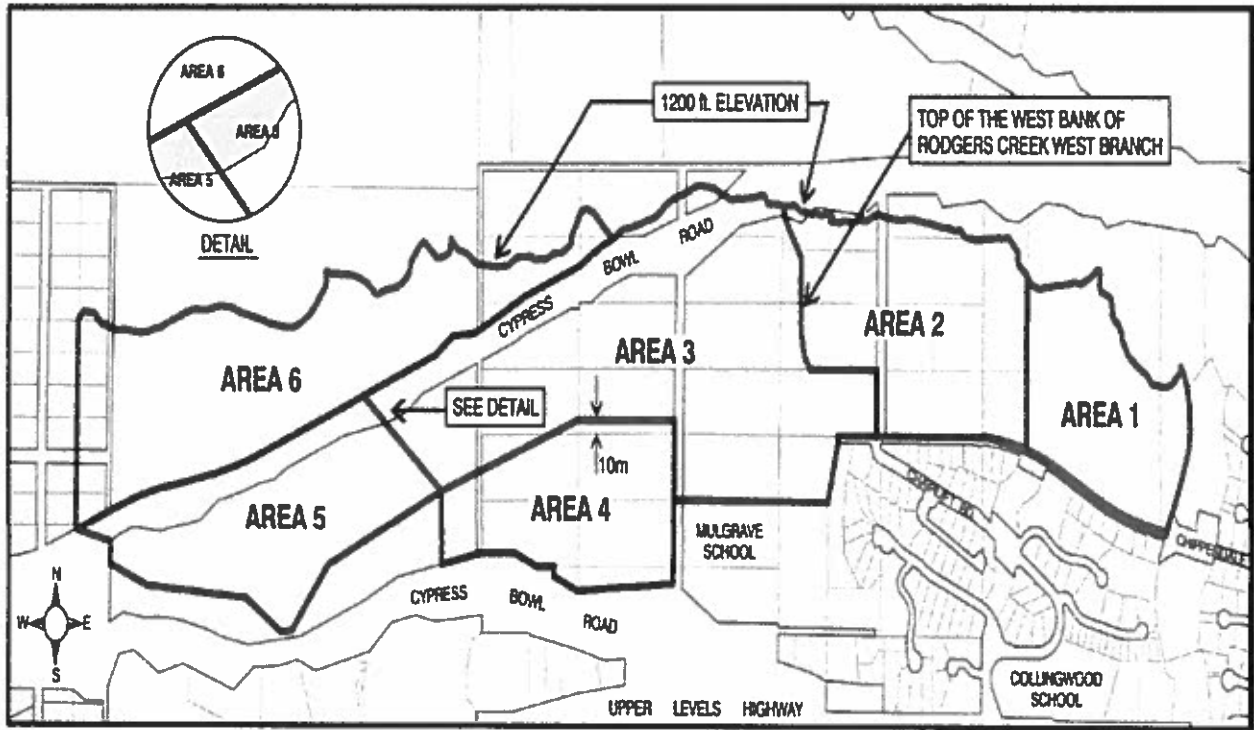 AREA 6
AREA 3
AREA 5
DETAIL
1200 ft. ELEVATION
TOP OF THE WEST BANK OF
RODGERS CREEK WEST BRANCH
CYPRESS BOWL ROAD
AREA 6
SEE DETAIL
AREA 3
AREA 2
AREA 1
10m
AREA 5
AREA 4
MULGRAVE
SCHOOL
CYPRESS BOWL ROAD
N
W E
S
COLLINGWOOD
SCHOOL
UPPER LEVELS HIGHWAY